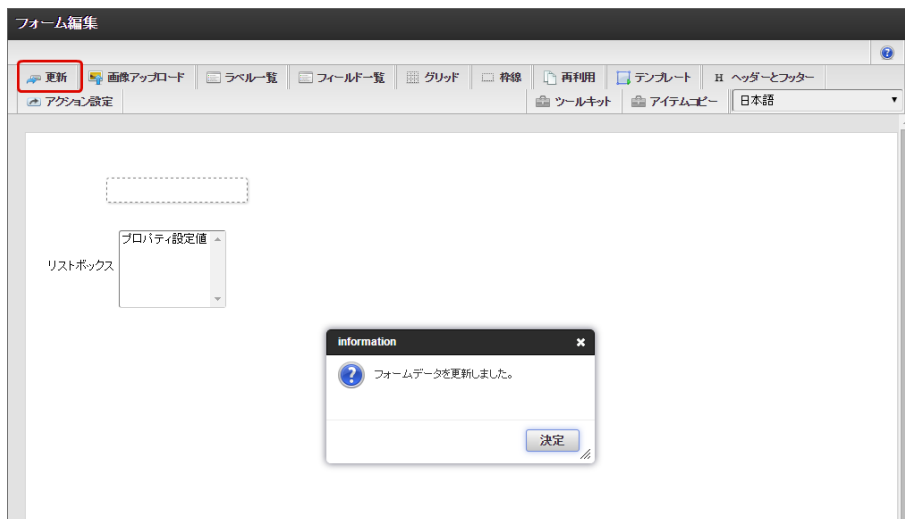 フォーム編集
更新 画像アップロード ラベル一覧 フィールド一覧 グリッド 枠線 再利用 テンプレート H ヘッダーとフッター
アクション設定 ツールキット アイテムコピー 日本語
プロパティ設定値
リストボックス
information
フォームデータを更新しました。
決定